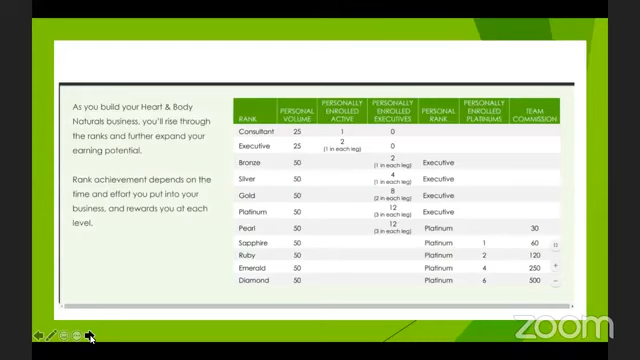 As you build your Heart & Body
Naturals business, you'll rise through
the ranks and further expand your
earning potential.
Rank achievement depends on the
time and effort you put into your
business, and rewards you at each
level.
RANK PERSONAL VOLUME PERSONALLY ENROLLED ACTIVE PERSONALLY ENROLLED EXECUTIVES PERSONAL RANK PERSONALLY ENROLLED PLATINUMS TEAM COMMISSION
Consultant 25 1 0
Executive 25 2 (1 in each leg) 0
Bronze 50 2 (1 in each leg) Executive
Silver 50 4 (1 in each leg) Executive
Gold 50 8 (2 in each leg) Executive
Platinum 50 12 (3 in each leg) Executive
Pearl 50 12 (3 in each leg) Platinum 30
Sapphire 50 Platinum 1 60
Ruby 50 Platinum 2 120
Emerald 50 Platinum 4 250
Diamond 50 Platinum 6 500
zoom